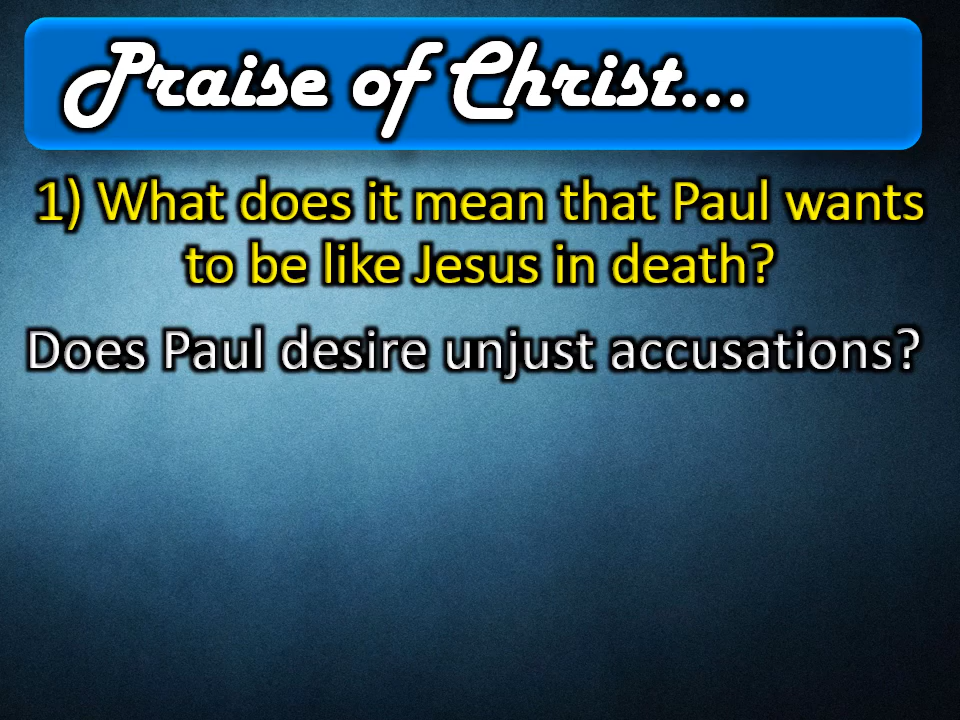 Praise of Christ...
1) What does it mean that Paul wants
to be like Jesus in death?
Does Paul desire unjust accusations?